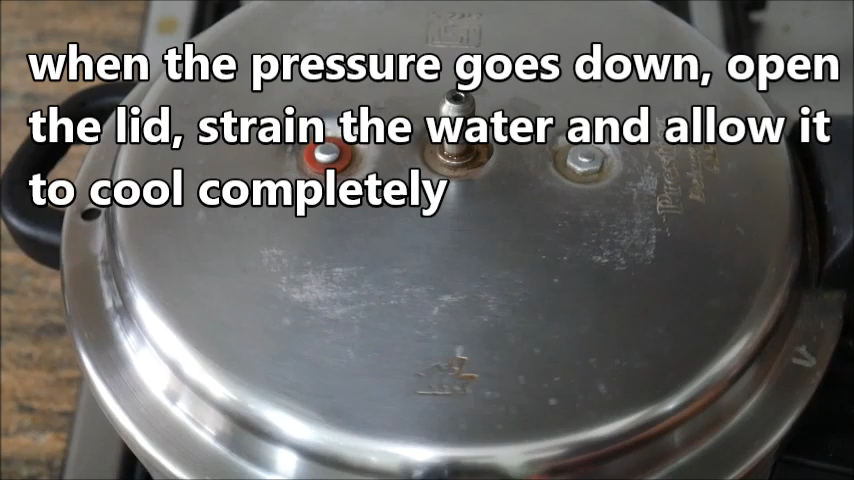 when the pressure goes down, open
the lid, strain the water and allow it
to cool completely